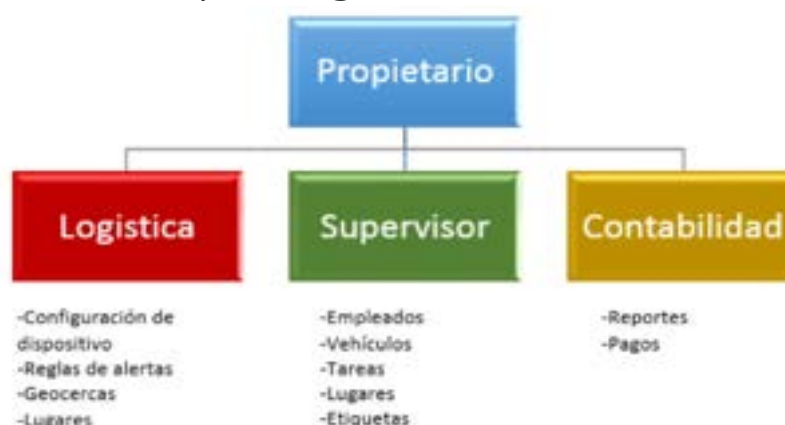 Propietario
Logistica
Supervisor
Contabilidad
-Configuración de
dispositivo
-Reglas de alertas
-Geocercas
-Lugares
-Empleados
-Vehículos
-Tareas
-Lugares
-Etiquetas
-Reportes
-Pagos